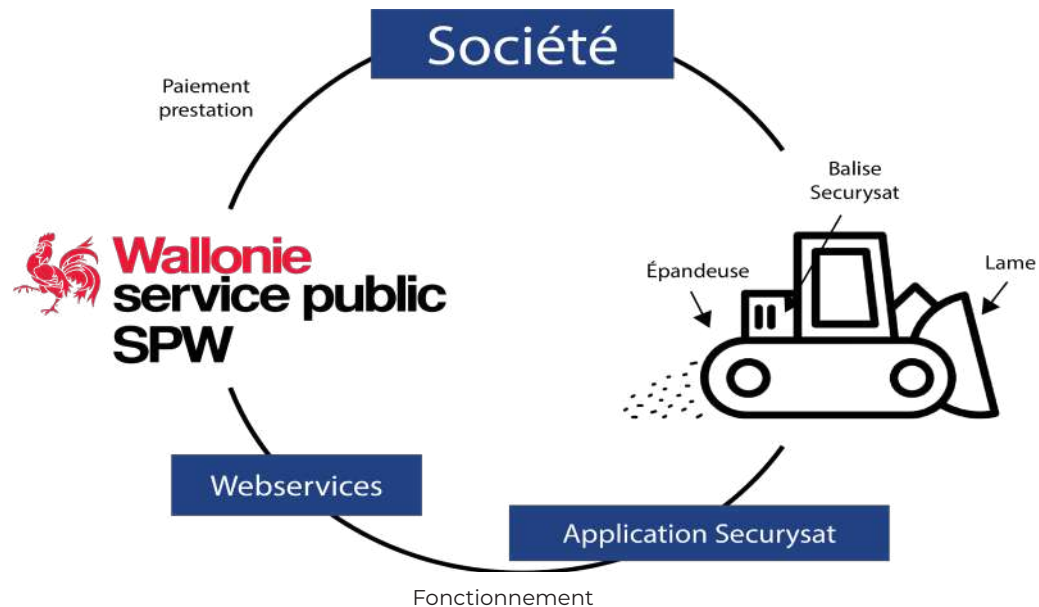 Société
Paiement
prestation
Balise
Securysat
Épandeuse
Lame
Wallonie
service public
SPW
Webservices
Application Securysat
Fonctionnement